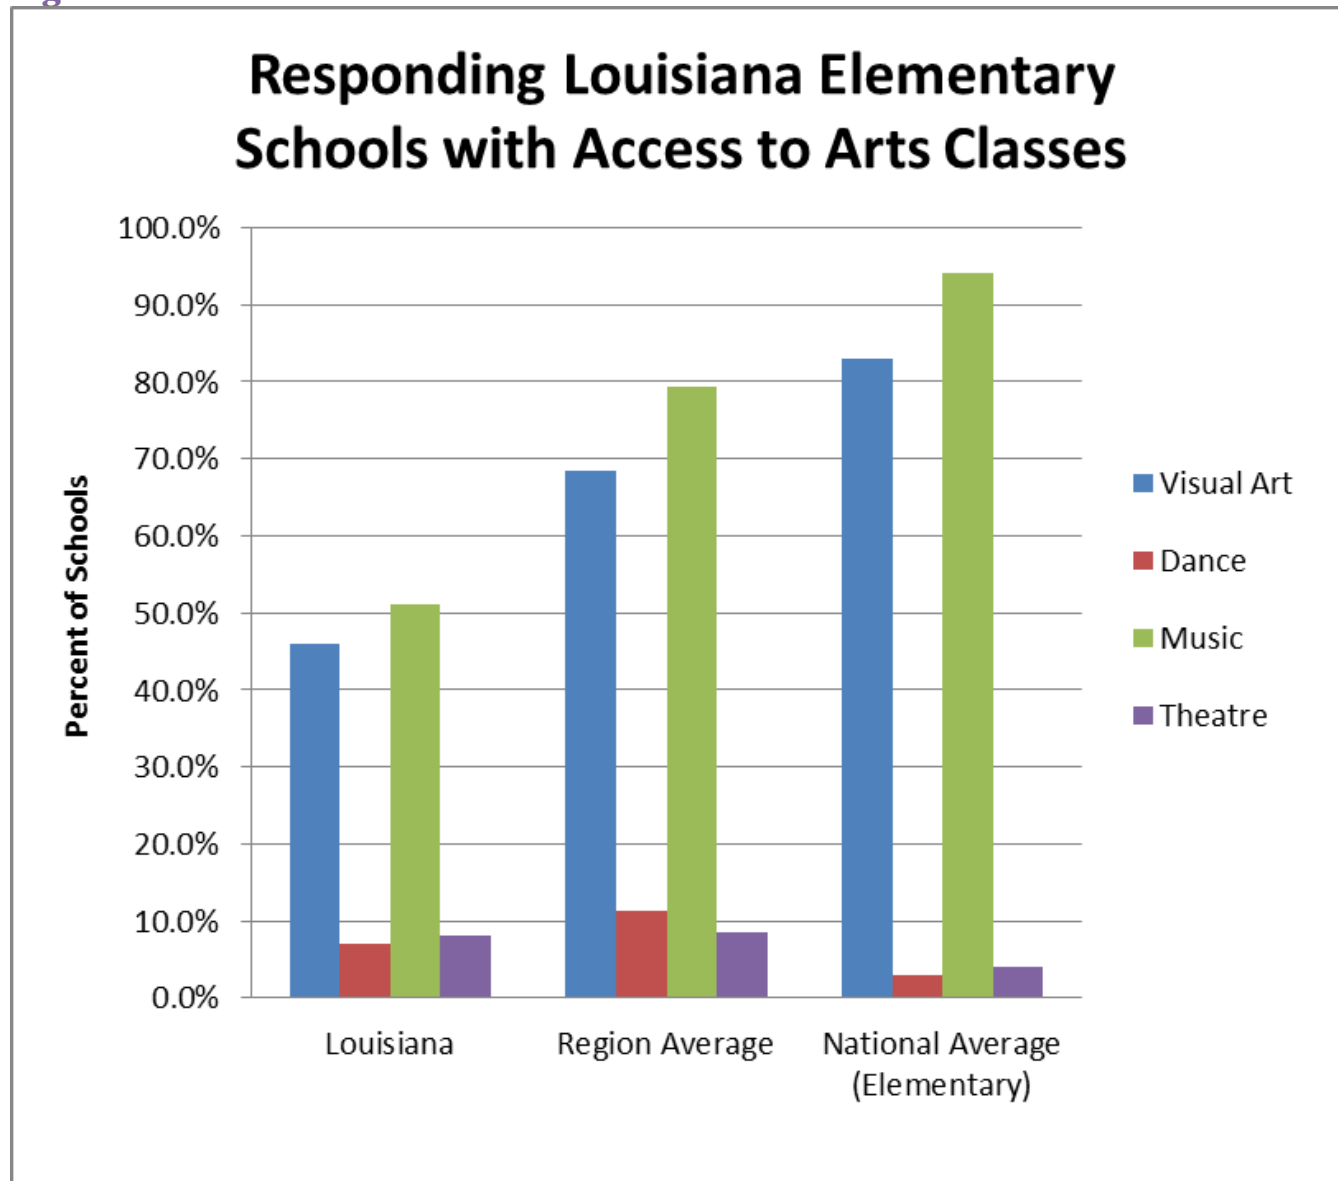 Responding Louisiana Elementary
Schools with Access to Arts Classes
100.0%
90.0%
80.0%
70.0%
60.0%
50.0%
40.0%
30.0%
20.0%
10.0%
0.0%
Percent of Schools
Louisiana
Region Average
National Average
(Elementary)
Visual Art
Dance
Music
Theatre